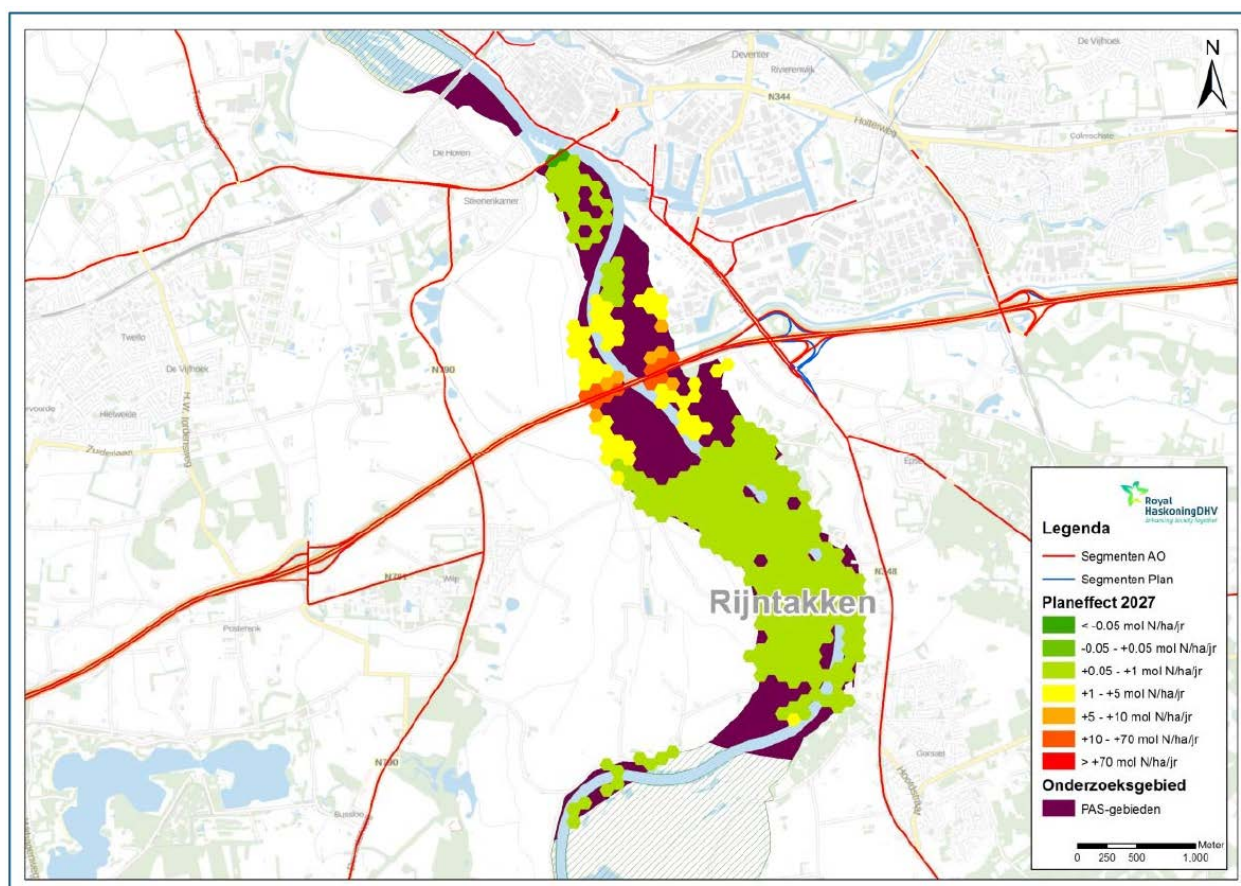 De Vijfhoek
Deventer
Rivierenwijk
N
N344
Holterweg
Colmschate
De Hoven
Steenenkamer
Twello
De Vijfhoek
N790
H.W. Iordensweg
Zuiderlaan
Epse
N348
Wilp
N791
Rijntakken
Posterenk
N790
Bussloo
Gorssel
Hoofdstraat
Royal
HaskoningDHV
Enhancing Society Together
Legenda
Segmenten AO
Segmenten Plan
Planeffect 2027
< -0.05 mol N/ha/jr
-0.05 - +0.05 mol N/ha/jr
+0.05 - +1 mol N/ha/jr
+1 - +5 mol N/ha/jr
+5 - +10 mol N/ha/jr
+10 - +70 mol N/ha/jr
> +70 mol N/ha/jr
Onderzoeksgebied
PAS-gebieden
Meter
0 250 500 1.000